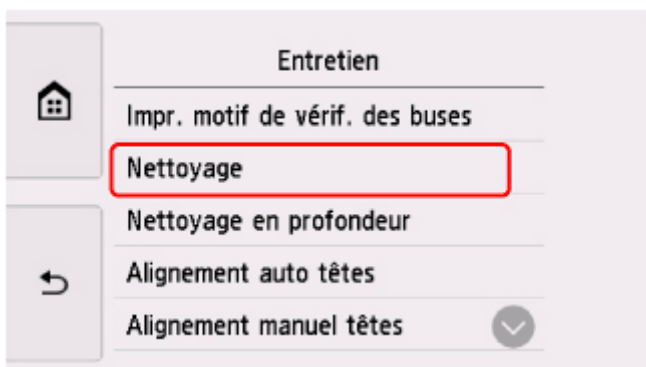 Entretien
Impr. motif de vérif. des buses
Nettoyage
Nettoyage en profondeur
Alignement auto têtes
Alignement manuel têtes